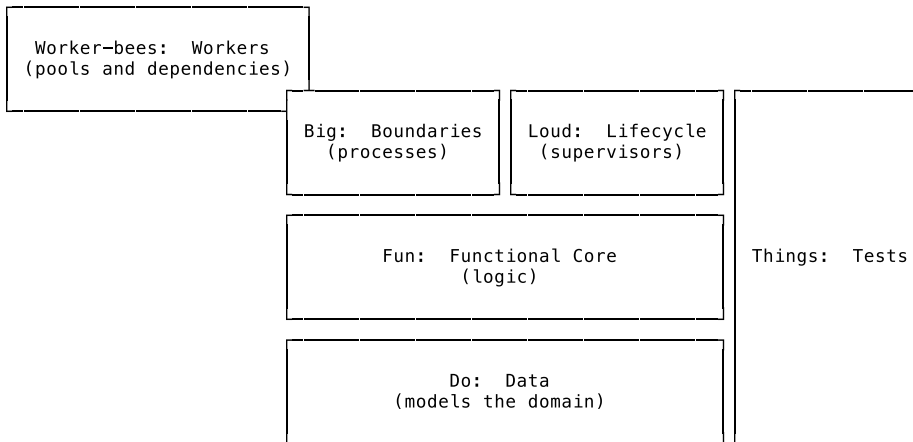 Worker-bees:  Workers
(pools and dependencies)
Big:  Boundaries
(processes)
Loud:  Lifecycle
(supervisors)
Fun:  Functional Core
(logic)
Things:  Tests
Do:  Data
(models the domain)